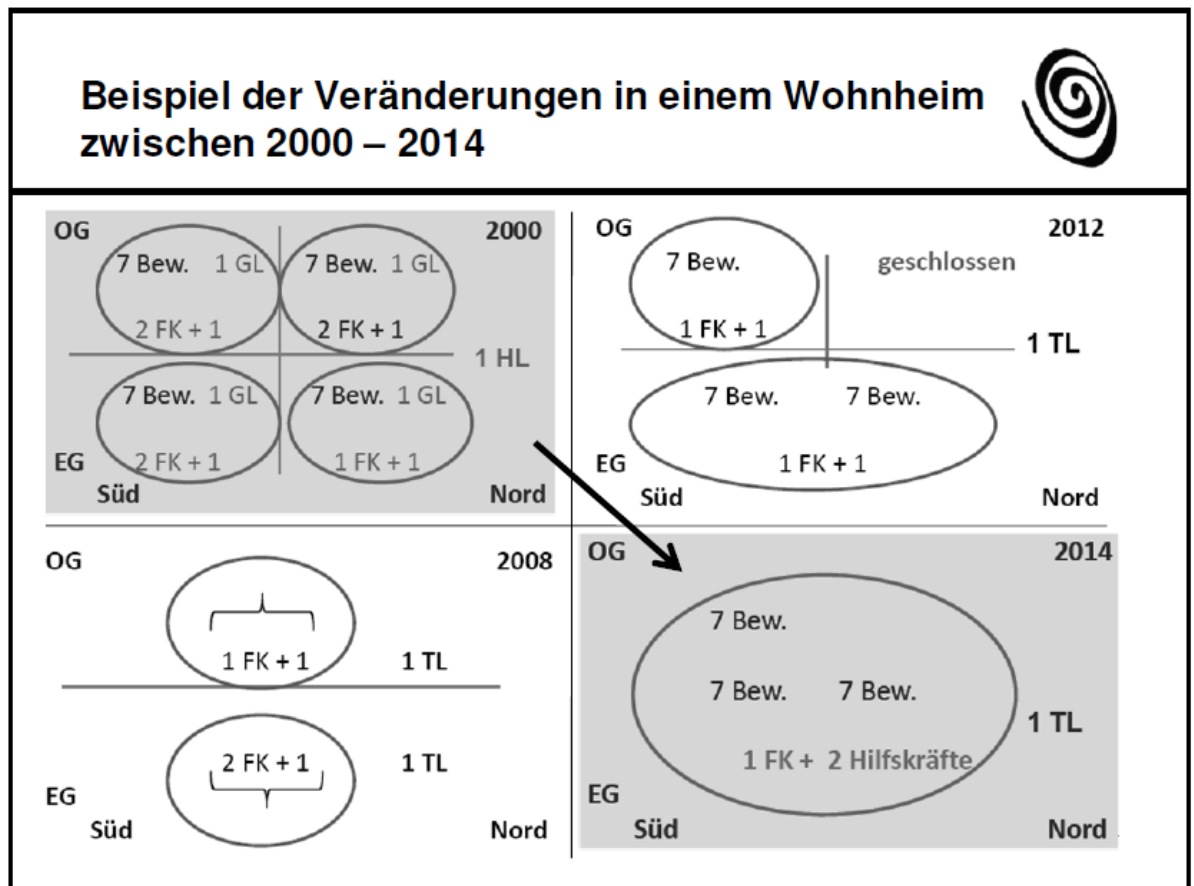 Beispiel der Veränderungen in einem Wohnheim
zwischen 2000 – 2014
OG
2000
7 Bew. 1 GL
7 Bew. 1 GL
2 FK + 1
2 FK + 1
1 HL
7 Bew. 1 GL
7 Bew. 1 GL
EG
2 FK + 1
1 FK + 1
Süd
Nord
OG
2012
7 Bew.
geschlossen
1 FK + 1
1 TL
7 Bew.
7 Bew.
EG
1 FK + 1
Süd
Nord
OG
2008
1 FK + 1
1 TL
2 FK + 1
1 TL
EG
Süd
Nord
OG
2014
7 Bew.
7 Bew.
7 Bew.
1 TL
1 FK + 2 Hilfskräfte
EG
Süd
Nord